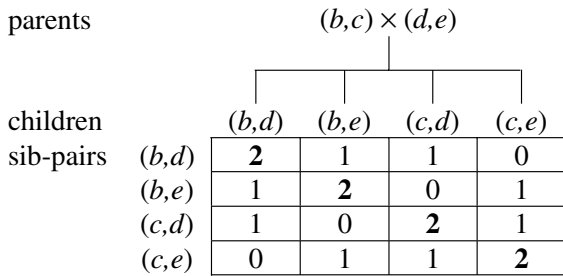 parents (b,c) × (d,e)
children (b,d) (b,e) (c,d) (c,e)
sib-pairs (b,d) 2 1 1 0
(b,e) 1 2 0 1
(c,d) 1 0 2 1
(c,e) 0 1 1 2